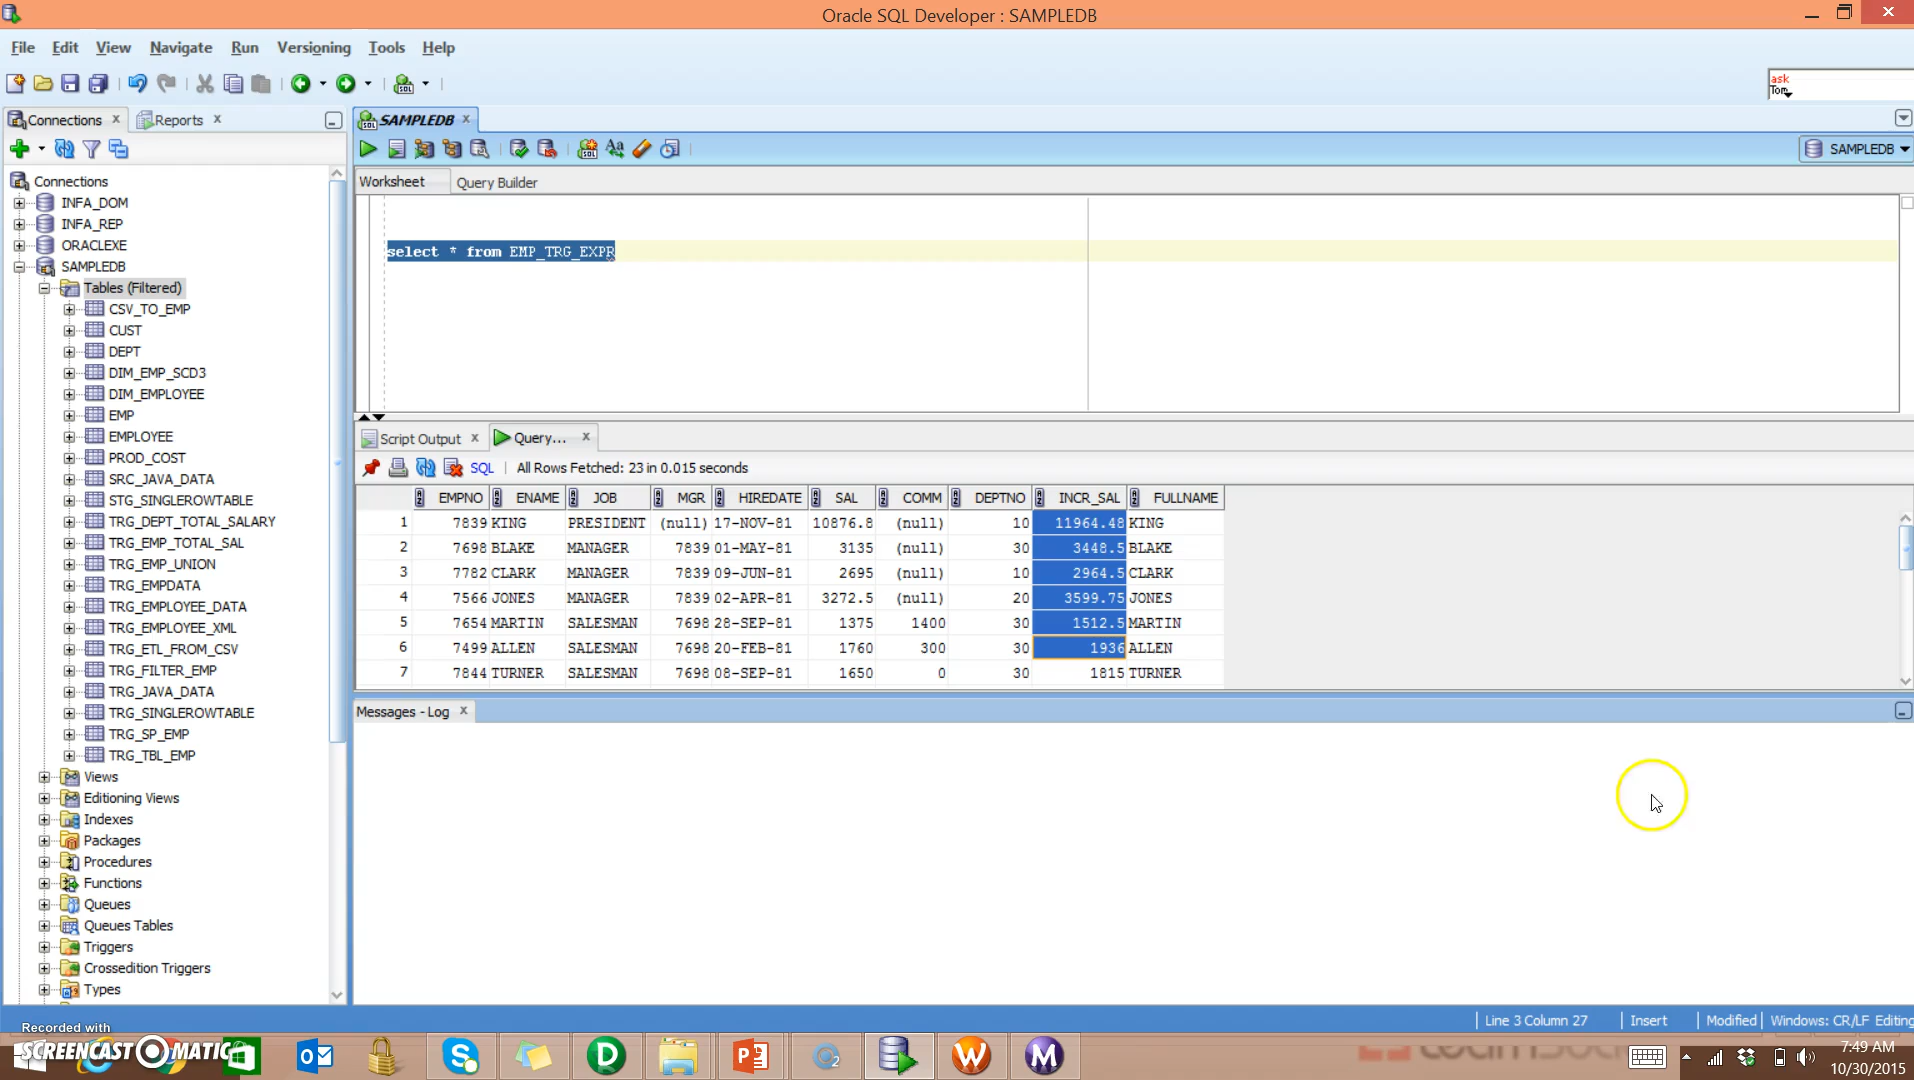 Oracle SQL Developer : SAMPLEDB
File Edit View Navigate Run Versioning Tools Help
ask
Tom
Connections Reports SAMPLEDB
SAMPLEDB
Worksheet Query Builder
select * from EMP_TRG_EXPR
Connections
INFA_DOM
INFA_REP
ORACLEXE
SAMPLEDB
Tables (Filtered)
CSV_TO_EMP
CUST
DEPT
DIM_EMP_SCD3
DIM_EMPLOYEE
EMP
EMPLOYEE
PROD_COST
SRC_JAVA_DATA
STG_SINGLEROWTABLE
TRG_DEPT_TOTAL_SALARY
TRG_EMP_TOTAL_SAL
TRG_EMP_UNION
TRG_EMPDATA
TRG_EMPLOYEE_DATA
TRG_EMPLOYEE_XML
TRG_ETL_FROM_CSV
TRG_FILTER_EMP
TRG_JAVA_DATA
TRG_SINGLEROWTABLE
TRG_SP_EMP
TRG_TBL_EMP
Views
Editioning Views
Indexes
Packages
Procedures
Functions
Queues
Queues Tables
Triggers
Crossedition Triggers
Types
Script Output Query...
SQL All Rows Fetched: 23 in 0.015 seconds
EMPNO ENAME JOB MGR HIREDATE SAL COMM DEPTNO INCR_SAL FULLNAME
1 7839 KING PRESIDENT (null) 17-NOV-81 10876.8 (null) 10 11964.48 KING
2 7698 BLAKE MANAGER 7839 01-MAY-81 3135 (null) 30 3448.5 BLAKE
3 7782 CLARK MANAGER 7839 09-JUN-81 2695 (null) 10 2964.5 CLARK
4 7566 JONES MANAGER 7839 02-APR-81 3272.5 (null) 20 3599.75 JONES
5 7654 MARTIN SALESMAN 7698 28-SEP-81 1375 1400 30 1512.5 MARTIN
6 7499 ALLEN SALESMAN 7698 20-FEB-81 1760 300 30 1936 ALLEN
7 7844 TURNER SALESMAN 7698 08-SEP-81 1650 0 30 1815 TURNER
Messages - Log
Line 3 Column 27 Insert Modified Windows: CR/LF Editing
Recorded with
SCREENCAST O MATIC
7:49 AM
10/30/2015